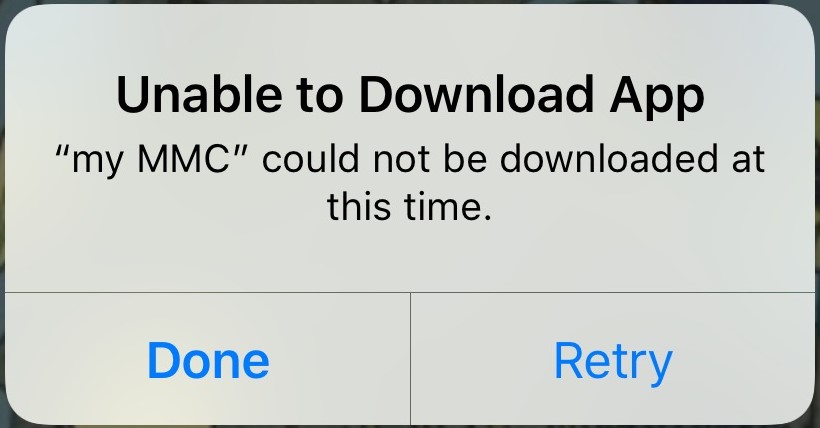 Unable to Download App
“my MMC” could not be downloaded at
this time.
Done
Retry